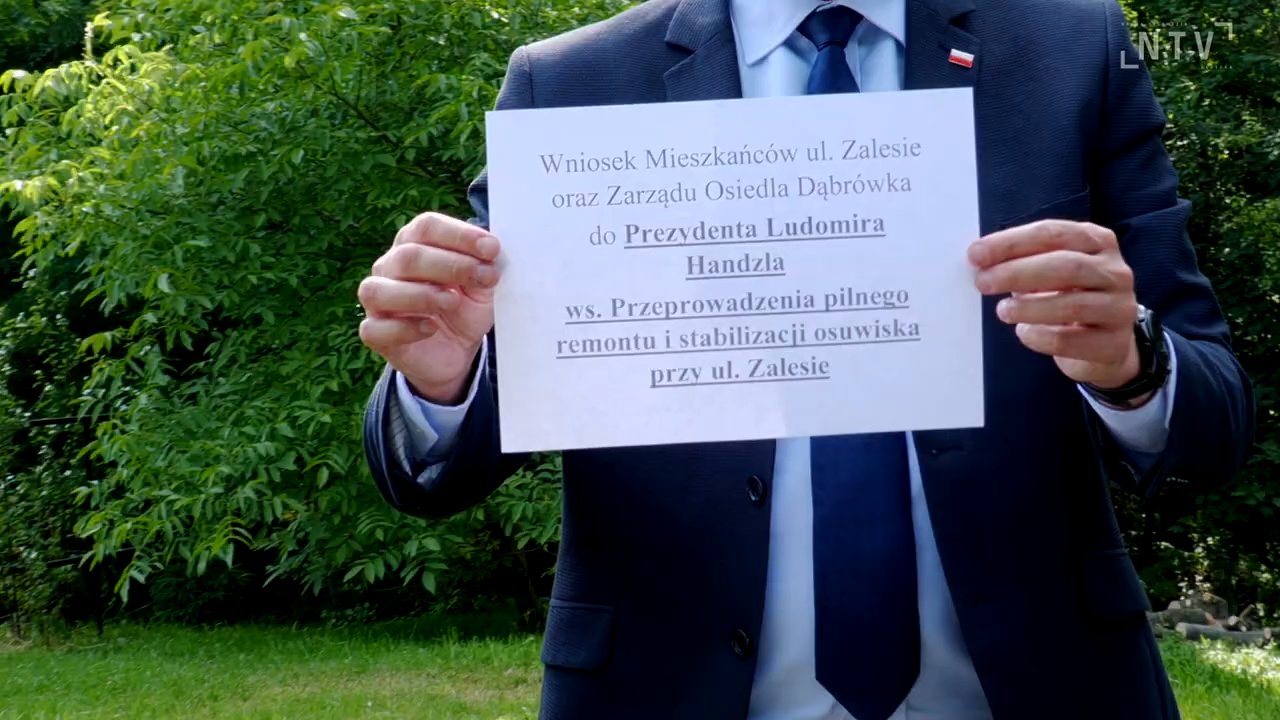 NTV
Wniosek Mieszkańców ul. Zalesie
oraz Zarządu Osiedla Dąbrówka
do Prezydenta Ludomira
Handzla
ws. Przeprowadzenia pilnego
remontu i stabilizacji osuwiska
przy ul. Zalesie